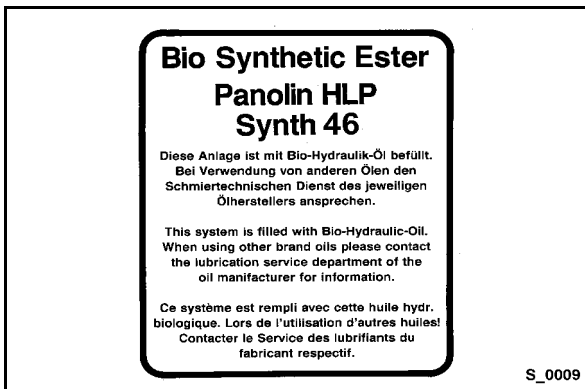 Bio Synthetic Ester
Panolin HLP
Synth 46
Diese Anlage ist mit Bio-Hydraulik-Öl befüllt.
Bei Verwendung von anderen Ölen den
Schmiertechnischen Dienst des jeweiligen
Ölherstellers ansprechen.
This system is filled with Bio-Hydraulic-Oil.
When using other brand oils please contact
the lubrication service department of the
oil manifacturer for information.
Ce système est rempli avec cette huile hydr.
biologique. Lors de l'utilisation d'autres huiles!
Contacter le Service des lubrifiants du
fabricant respectif.
S_0009